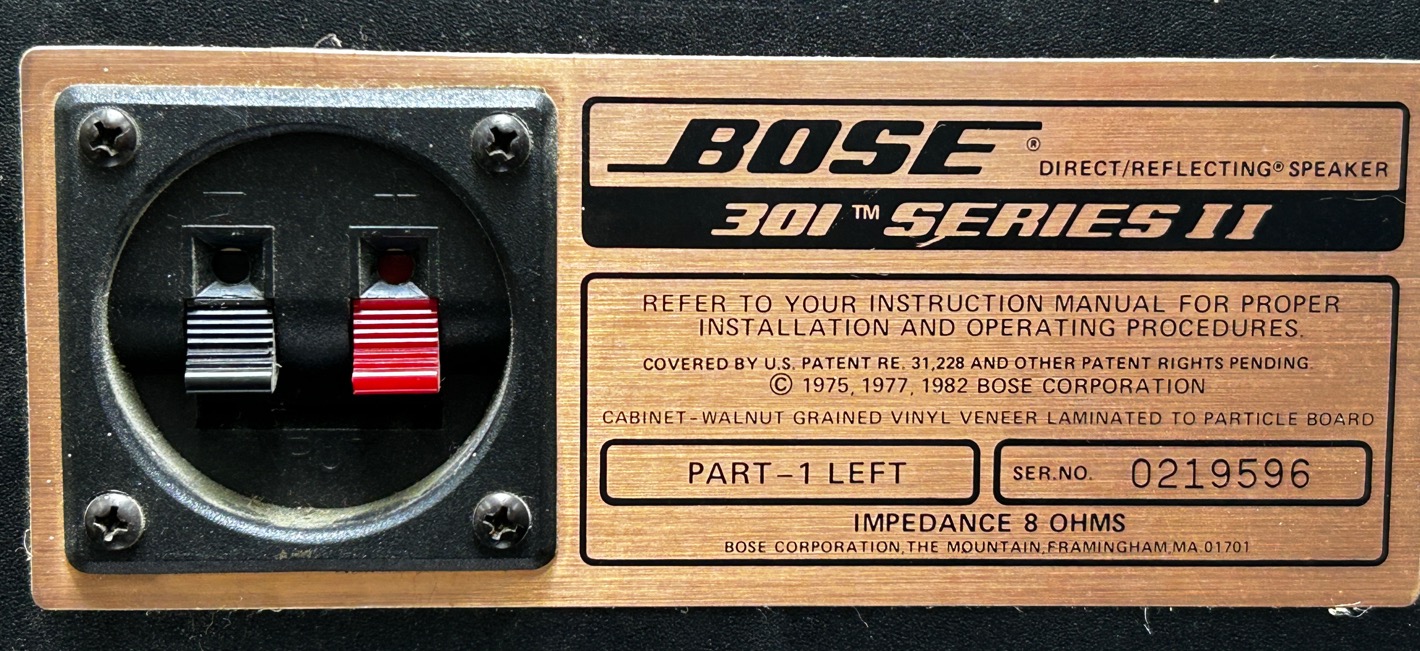 BOSE®
DIRECT/REFLECTING® SPEAKER
301™ SERIES II
REFER TO YOUR INSTRUCTION MANUAL FOR PROPER
INSTALLATION AND OPERATING PROCEDURES.
COVERED BY U.S. PATENT RE. 31,228 AND OTHER PATENT RIGHTS PENDING.
© 1975, 1977, 1982 BOSE CORPORATION
CABINET-WALNUT GRAINED VINYL VENEER LAMINATED TO PARTICLE BOARD
PART-1 LEFT
SER.NO. 0219596
IMPEDANCE 8 OHMS
BOSE CORPORATION, THE MOUNTAIN, FRAMINGHAM, MA. 01701